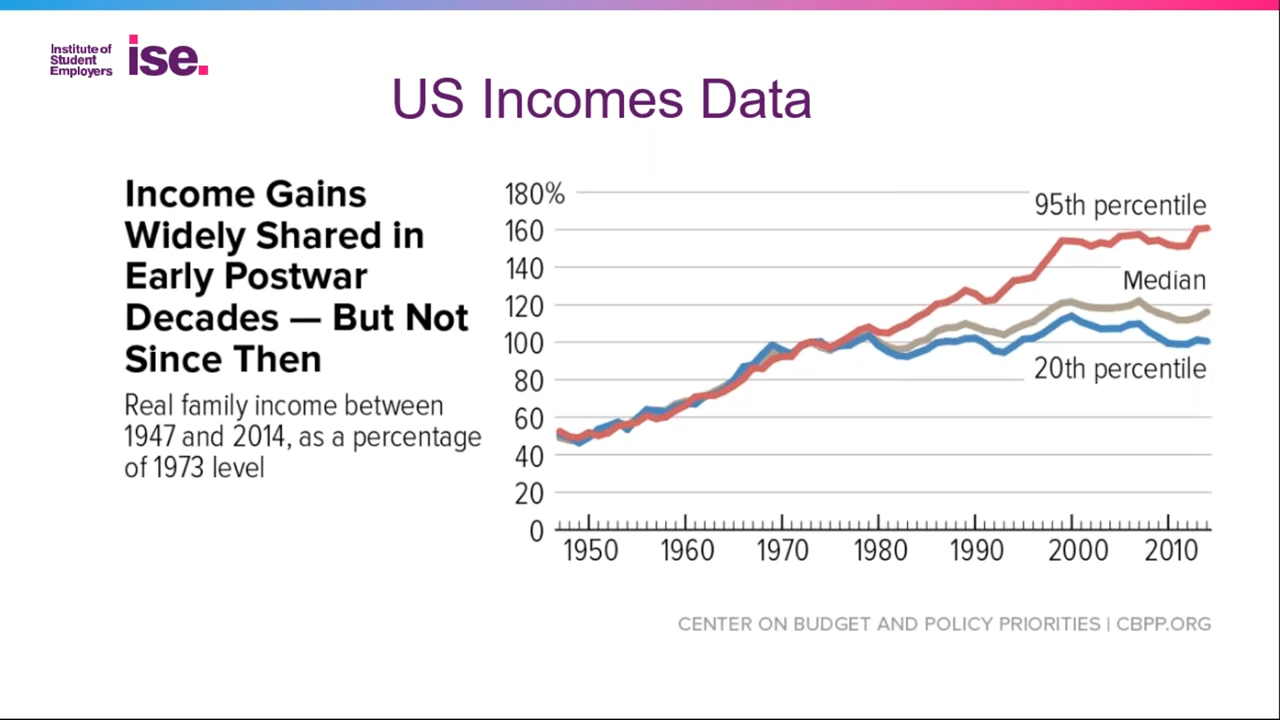 Institute of
Student
Employers
ise.
US Incomes Data
Income Gains
Widely Shared in
Early Postwar
Decades — But Not
Since Then
Real family income between
1947 and 2014, as a percentage
of 1973 level
180%
160
140
120
100
80
60
40
20
0
95th percentile
Median
20th percentile
1950 1960 1970 1980 1990 2000 2010
CENTER ON BUDGET AND POLICY PRIORITIES | CBPP.ORG